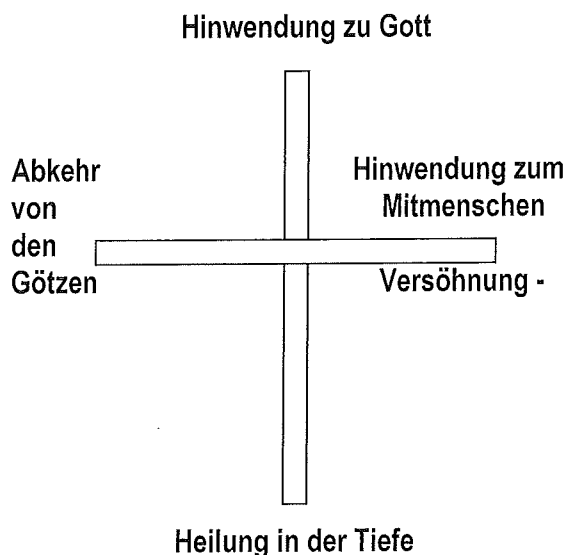 Hinwendung zu Gott
Abkehr
von
den
Götzen
Hinwendung zum
Mitmenschen
Versöhnung -
Heilung in der Tiefe